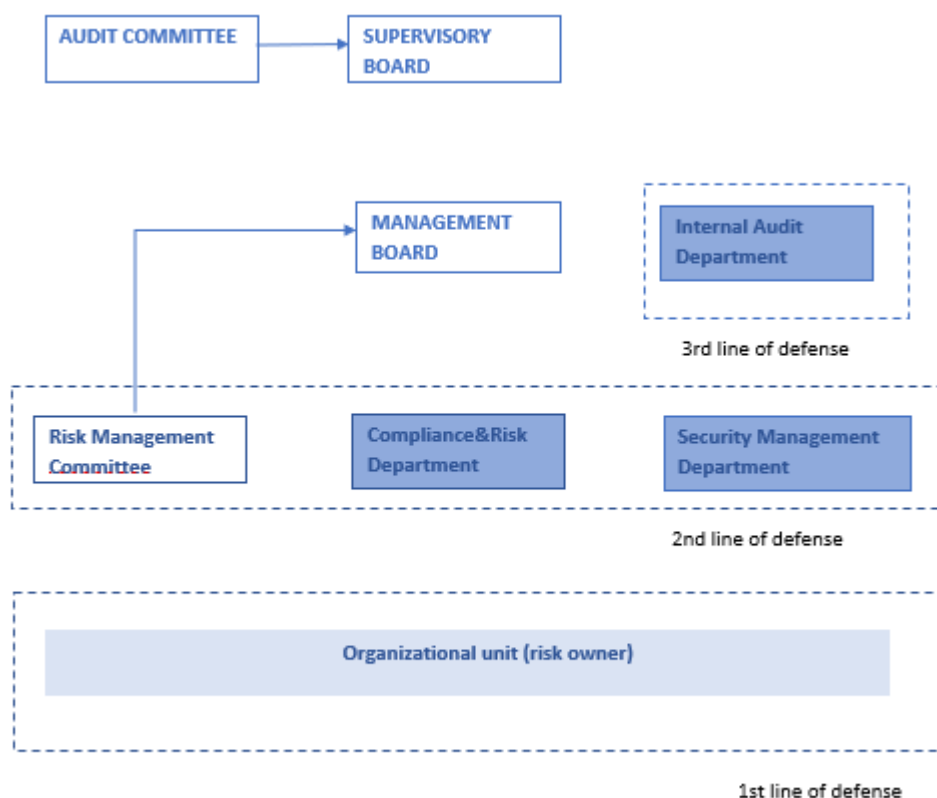 AUDIT COMMITTEE
SUPERVISORY
BOARD
MANAGEMENT
BOARD
Internal Audit
Department
3rd line of defense
Risk Management
Committee
Compliance&Risk
Department
Security Management
Department
2nd line of defense
Organizational unit (risk owner)
1st line of defense